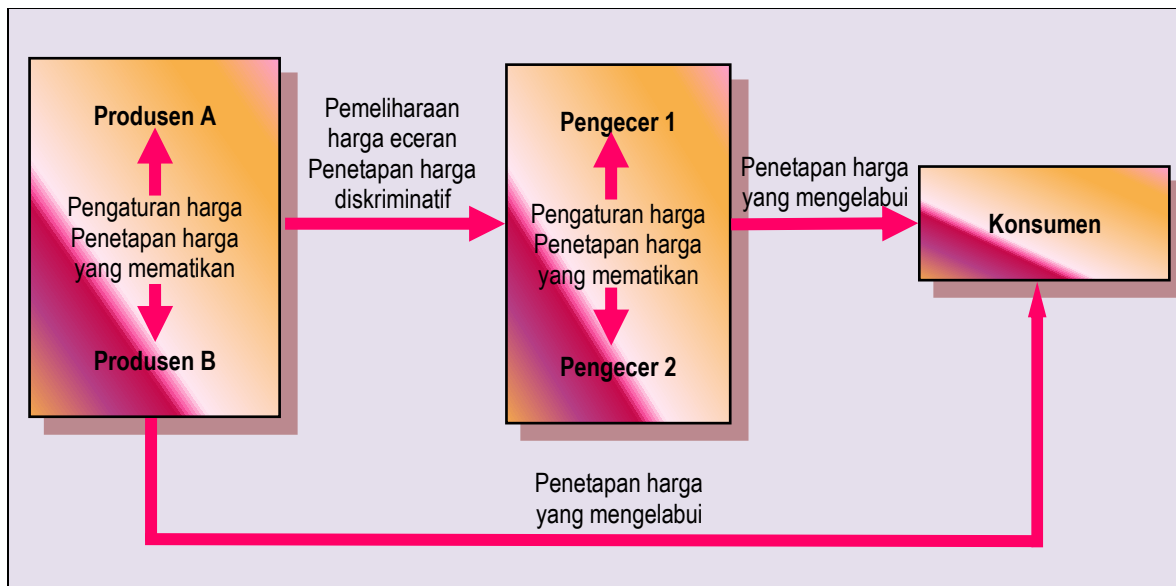 Produsen A
Pengaturan harga
Penetapan harga
yang mematikan
Produsen B
Pemeliharaan
harga eceran
Penetapan harga
diskriminatif
Pengecer 1
Pengaturan harga
Penetapan harga
yang mematikan
Pengecer 2
Penetapan harga
yang mengelabui
Konsumen
Penetapan harga
yang mengelabui